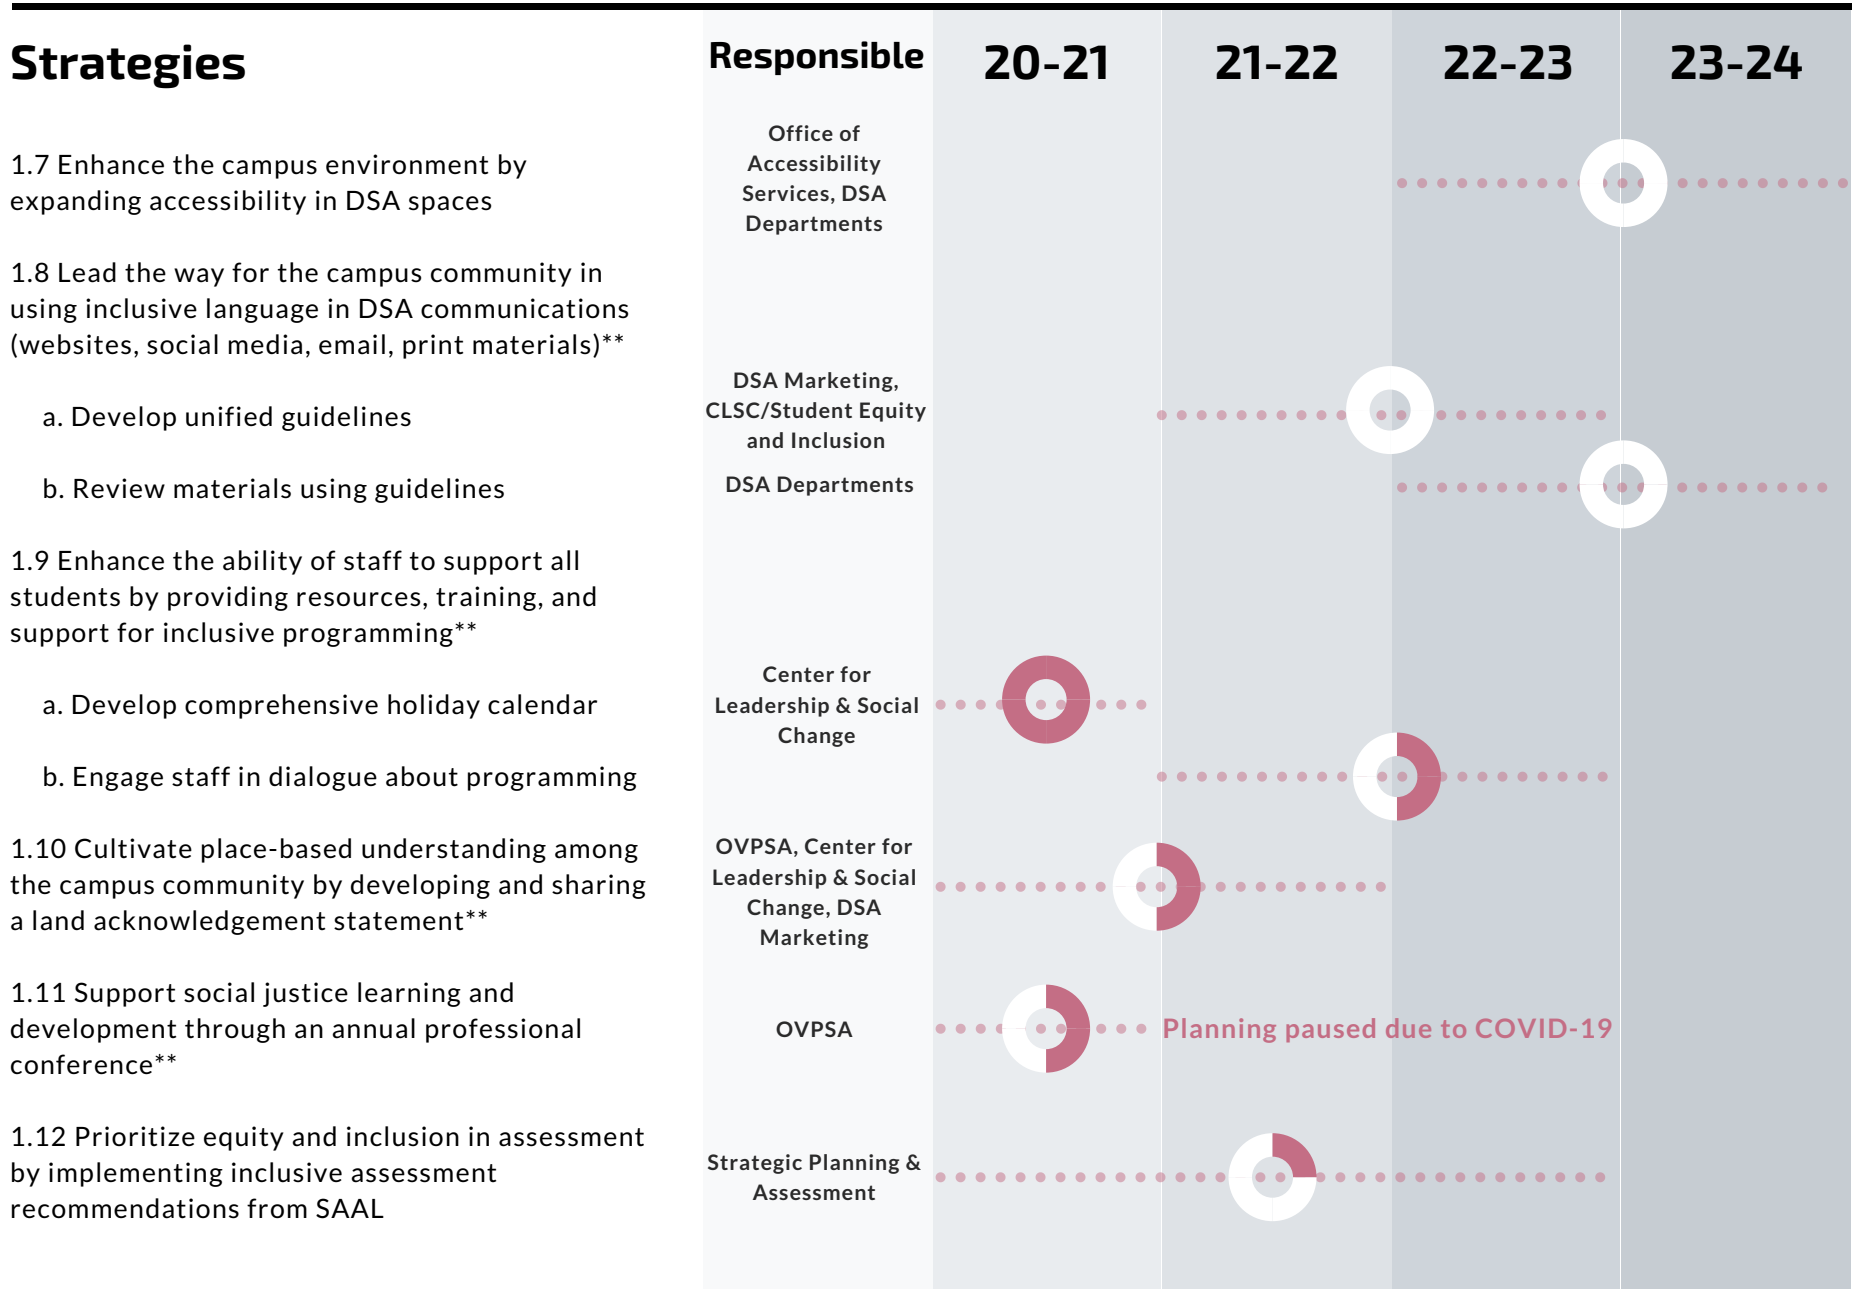 Strategies
Responsible
20-21
21-22
22-23
23-24
1.7 Enhance the campus environment by
expanding accessibility in DSA spaces
Office of
Accessibility
Services, DSA
Departments
1.8 Lead the way for the campus community in
using inclusive language in DSA communications
(websites, social media, email, print materials)**
a. Develop unified guidelines
DSA Marketing,
CLSC/Student Equity
and Inclusion
b. Review materials using guidelines
DSA Departments
1.9 Enhance the ability of staff to support all
students by providing resources, training, and
support for inclusive programming**
a. Develop comprehensive holiday calendar
Center for
Leadership & Social
Change
b. Engage staff in dialogue about programming
1.10 Cultivate place-based understanding among
the campus community by developing and sharing
a land acknowledgement statement**
OVPSA, Center for
Leadership & Social
Change, DSA
Marketing
1.11 Support social justice learning and
development through an annual professional
conference**
OVPSA
Planning paused due to COVID-19
1.12 Prioritize equity and inclusion in assessment
by implementing inclusive assessment
recommendations from SAAL
Strategic Planning &
Assessment